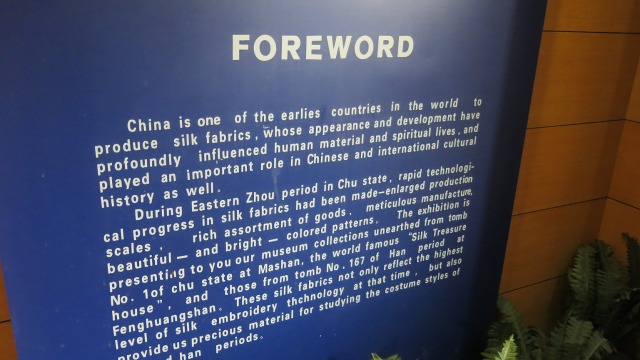 FOREWORD
China is one of the earlies countries in the world to
produce silk fabrics, whose appearance and development have
profoundly influenced human material and spiritual lives, and
played an important role in Chinese and international cultural
history as well.
During Eastern Zhou period in Chu state, rapid technologi-
cal progress in silk fabrics had been made—enlarged production
scales, rich assortment of goods, meticulous manufacture,
beautiful — and bright — colored patterns. The exhibition is
presenting to you our museum collections unearthed from tomb
No. 1of chu state at Mashan, the world famous "Silk Treasure
house", and those from tomb No. 167 of Han period at
Fenghuangshan。 These silk fabrics not only reflect the highest
level of silk embroidery thchnology at that time, but also
provide us precious material for studying the costume styles of
han periods。